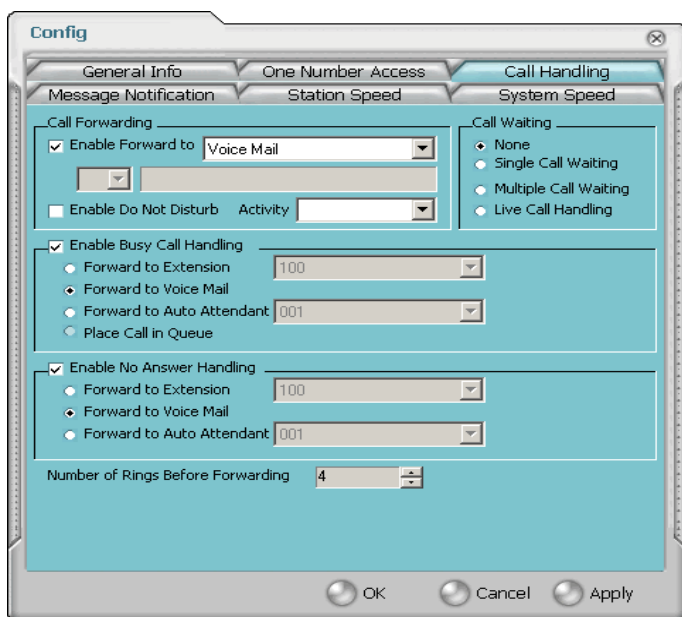 Config
General Info One Number Access Call Handling
Message Notification Station Speed System Speed
Call Forwarding
Enable Forward to Voice Mail
Enable Do Not Disturb Activity
Call Waiting
None
Single Call Waiting
Multiple Call Waiting
Live Call Handling
Enable Busy Call Handling
Forward to Extension 100
Forward to Voice Mail
Forward to Auto Attendant 001
Place Call in Queue
Enable No Answer Handling
Forward to Extension 100
Forward to Voice Mail
Forward to Auto Attendant 001
Number of Rings Before Forwarding 4
OK Cancel Apply